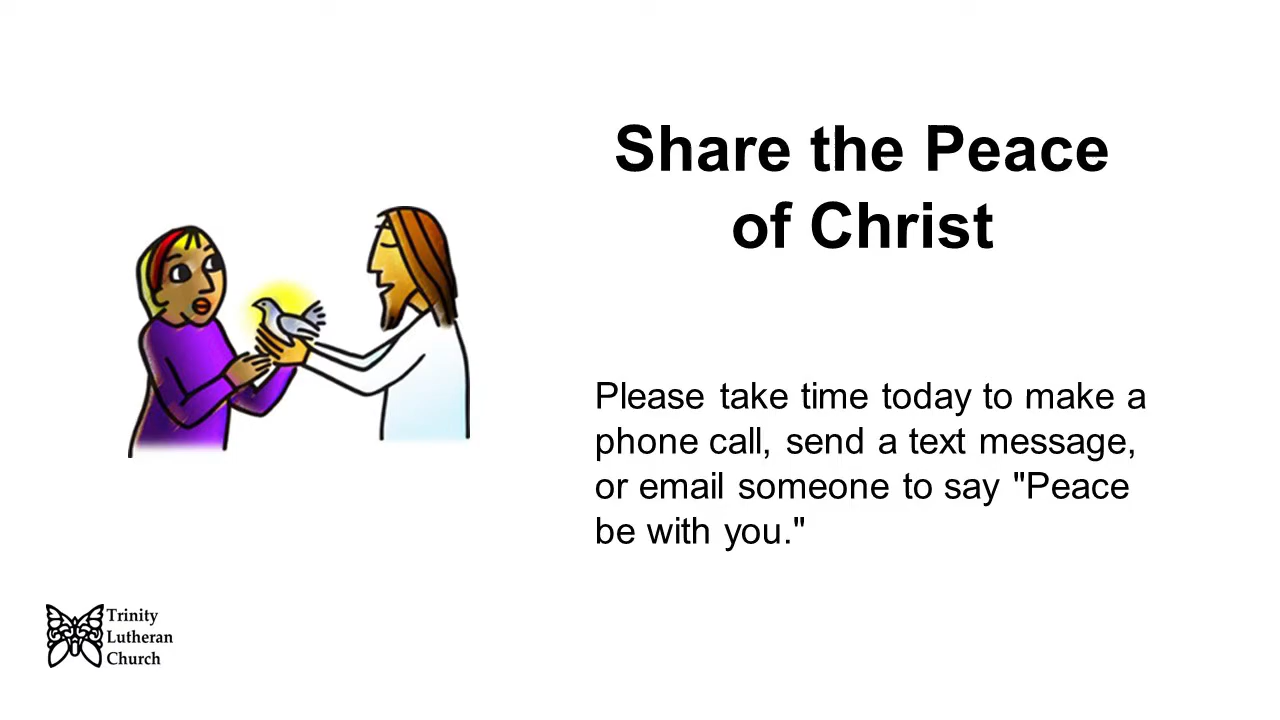 Share the Peace
of Christ
Please take time today to make a
phone call, send a text message,
or email someone to say "Peace
be with you."
Trinity
Lutheran
Church